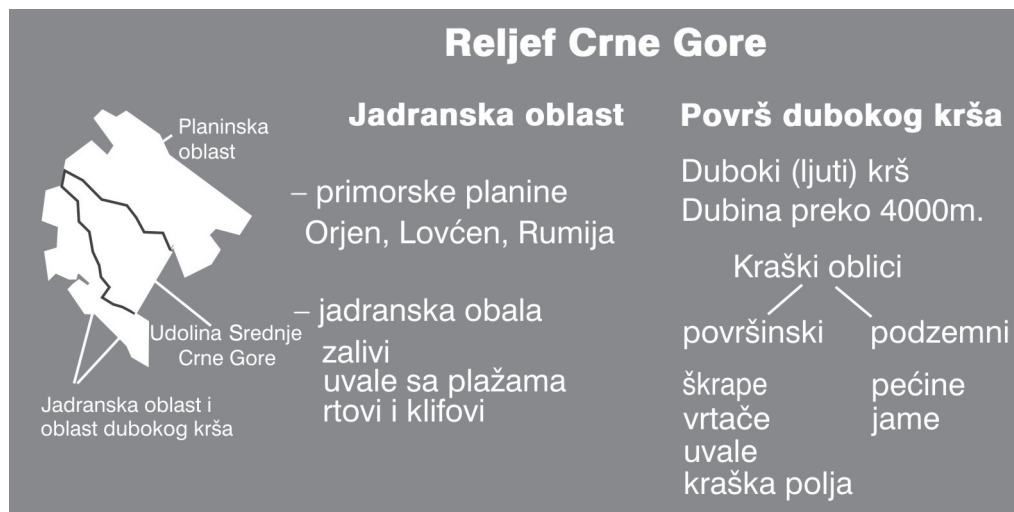 Reljef Crne Gore
Planinska
oblast
Udolina Srednje
Crne Gore
Jadranska oblast i
oblast dubokog krša
Jadranska oblast
– primorske planine
Orjen, Lovćen, Rumija
– jadranska obala
zalivi
uvale sa plažama
rtovi i klifovi
Površ dubokog krša
Duboki (ljuti) krš
Dubina preko 4000m.
Kraški oblici
površinski
škrape
vrtače
uvale
kraška polja
podzemni
pećine
jame